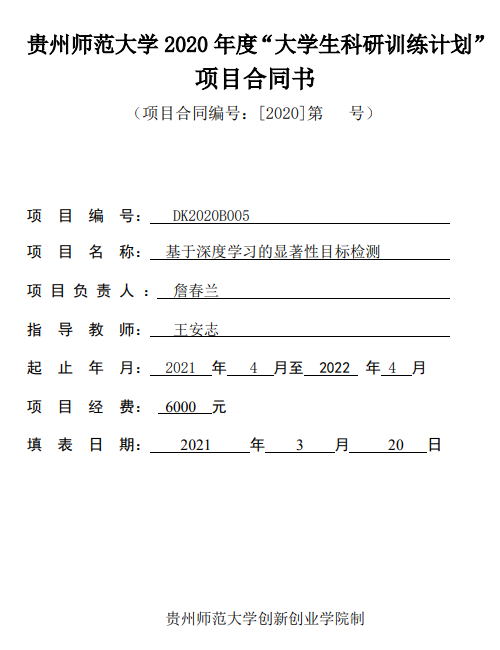 贵州师范大学 2020 年度“大学生科研训练计划”
项目合同书
（项目合同编号：[2020]第 号）
项 目 编 号： DK2020B005
项 目 名 称： 基于深度学习的显著性目标检测
项 目 负 责 人 ： 詹春兰
指 导 教 师： 王安志
起 止 年 月： 2021 年 4 月至 2022 年 4 月
项 目 经 费： 6000 元
填 表 日 期： 2021 年 3 月 20 日
贵州师范大学创新创业学院制